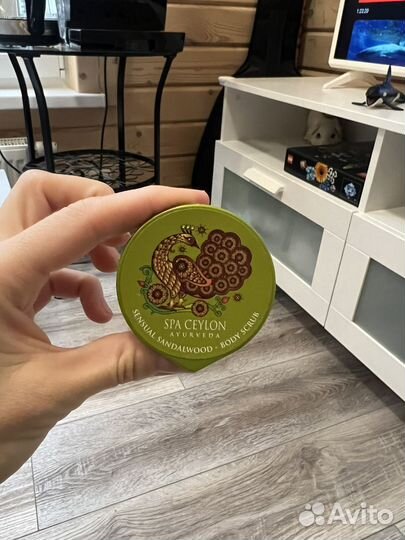 SPA CEYLON
AYURVEDA
SENSUAL SANDALWOOD - BODY SCRUB
Avito